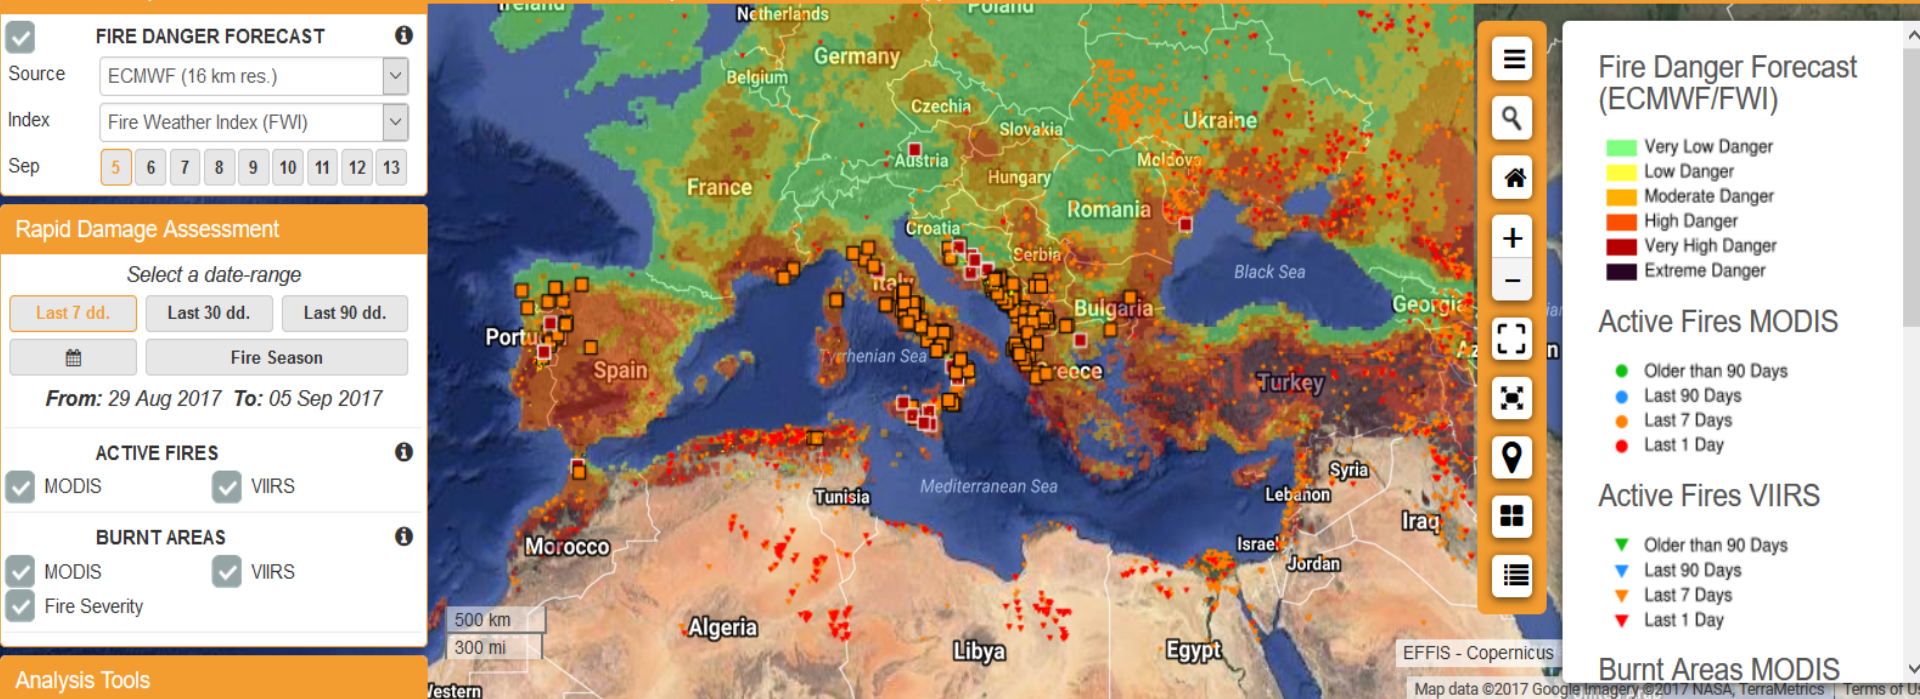 FIRE DANGER FORECAST
Source
ECMWF (16 km res.)
Index
Fire Weather Index (FWI)
Sep
5 6 7 8 9 10 11 12 13
Rapid Damage Assessment
Select a date-range
Last 7 dd.
Last 30 dd.
Last 90 dd.
Fire Season
From: 29 Aug 2017 To: 05 Sep 2017
ACTIVE FIRES
MODIS
VIIRS
BURNT AREAS
MODIS
VIIRS
Fire Severity
Analysis Tools
Ireland
Netherlands
Poland
Germany
Belgium
Czechia
Ukraine
Slovakia
Austria
Moldova
France
Hungary
Romania
Croatia
Serbia
Black Sea
Italy
Bulgaria
Georgia
Portu
Spain
Tyrrhenian Sea
Greece
Turkey
Az
n
Syria
Tunisia
Mediterranean Sea
Lebanon
Iraq
Morocco
Israel
Jordan
500 km
300 mi
Algeria
Libya
Egypt
Western
EFFIS - Copernicus
Map data ©2017 Google Imagery ©2017 NASA, TerraMetrics
Terms of U
Fire Danger Forecast
(ECMWF/FWI)
Very Low Danger
Low Danger
Moderate Danger
High Danger
Very High Danger
Extreme Danger
Active Fires MODIS
Older than 90 Days
Last 90 Days
Last 7 Days
Last 1 Day
Active Fires VIIRS
Older than 90 Days
Last 90 Days
Last 7 Days
Last 1 Day
Burnt Areas MODIS